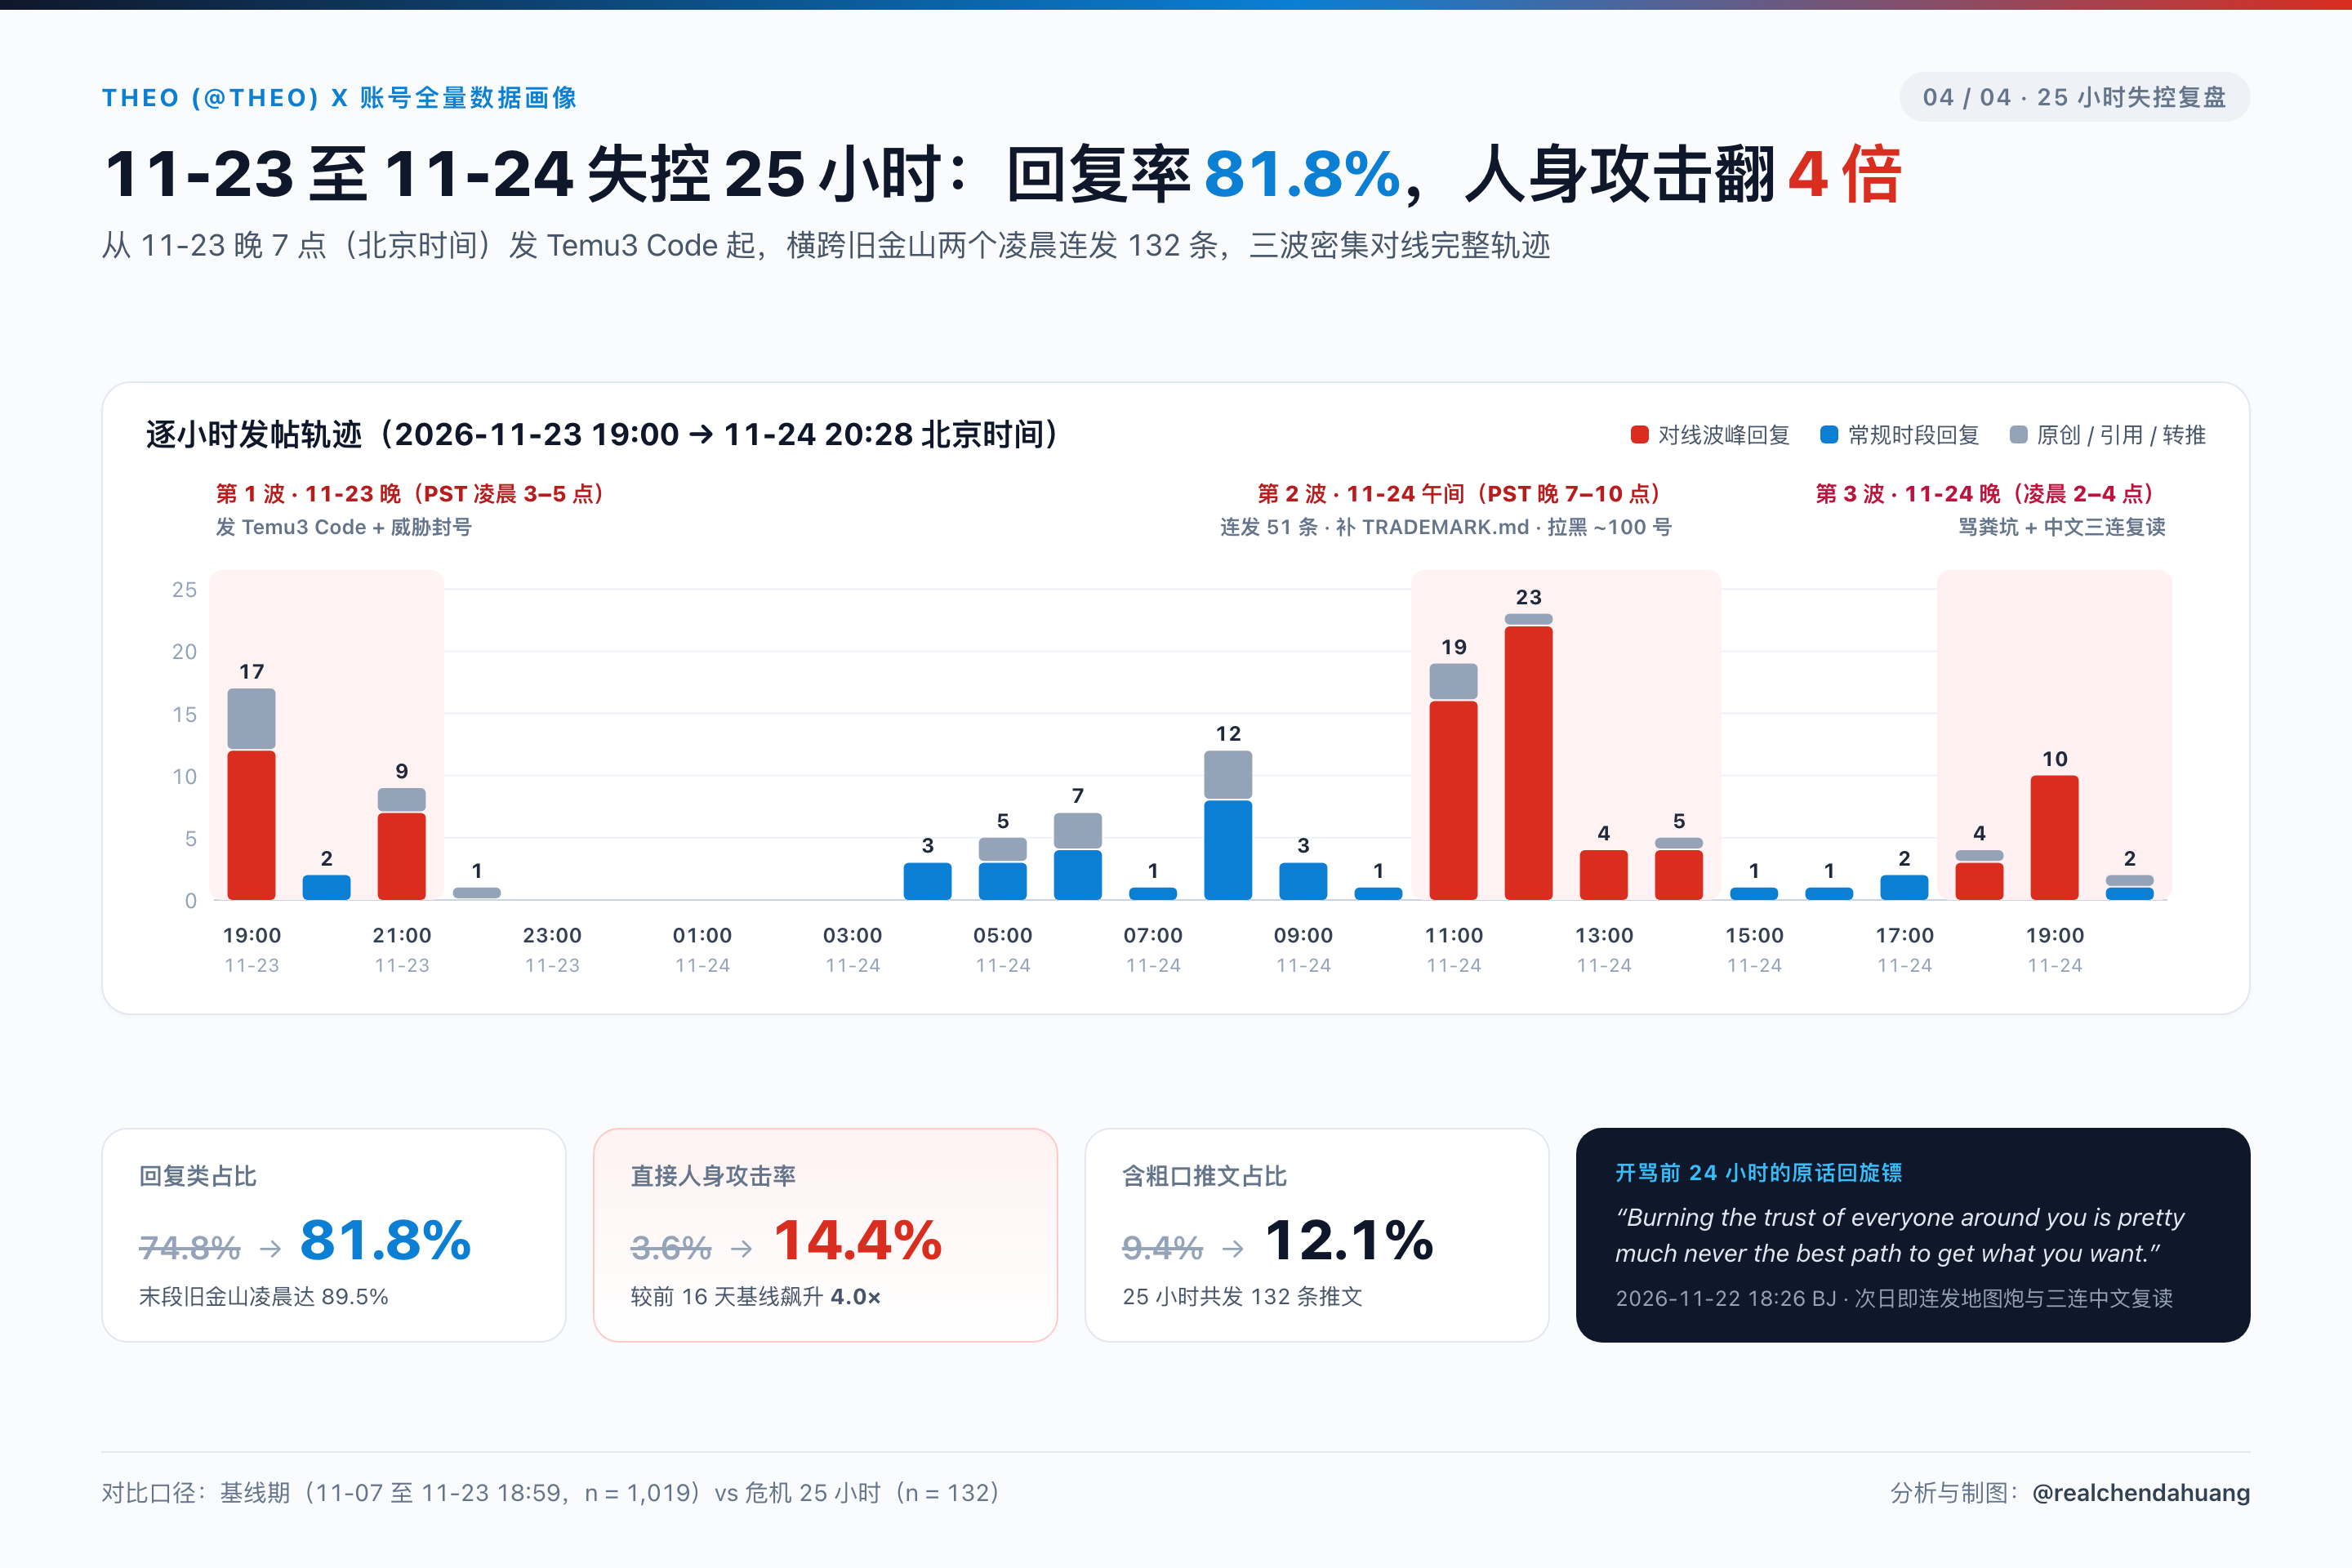 THEO (@THEO) X 账号全量数据画像
04 / 04 · 25 小时失控复盘
11-23 至 11-24 失控 25 小时：回复率 81.8%，人身攻击翻 4 倍
从 11-23 晚 7 点（北京时间）发 Temu3 Code 起，横跨旧金山两个凌晨连发 132 条，三波密集对线完整轨迹
逐小时发帖轨迹（2026-11-23 19:00 → 11-24 20:28 北京时间）
对线波峰回复
常规时段回复
原创 / 引用 / 转推
第 1 波 · 11-23 晚（PST 凌晨 3–5 点）
发 Temu3 Code + 威胁封号
第 2 波 · 11-24 午间（PST 晚 7–10 点）
连发 51 条 · 补 TRADEMARK.md · 拉黑 ~100 号
第 3 波 · 11-24 晚（凌晨 2–4 点）
骂粪坑 + 中文三连复读
25
20
15
10
5
0
17
2
9
1
3
5
7
1
12
3
1
19
23
4
5
1
1
2
4
10
2
19:00 21:00 23:00 01:00 03:00 05:00 07:00 09:00 11:00 13:00 15:00 17:00 19:00
11-23 11-23 11-23 11-24 11-24 11-24 11-24 11-24 11-24 11-24 11-24 11-24 11-24
回复类占比
74.8% → 81.8%
末段旧金山凌晨达 89.5%
直接人身攻击率
3.6% → 14.4%
较前 16 天基线飙升 4.0×
含粗口推文占比
9.4% → 12.1%
25 小时共发 132 条推文
开骂前 24 小时的原话回旋镖
“Burning the trust of everyone around you is pretty
much never the best path to get what you want.”
2026-11-22 18:26 BJ · 次日即连发地图炮与三连中文复读
对比口径：基线期（11-07 至 11-23 18:59，n = 1,019）vs 危机 25 小时（n = 132）
分析与制图：@realchendahuang